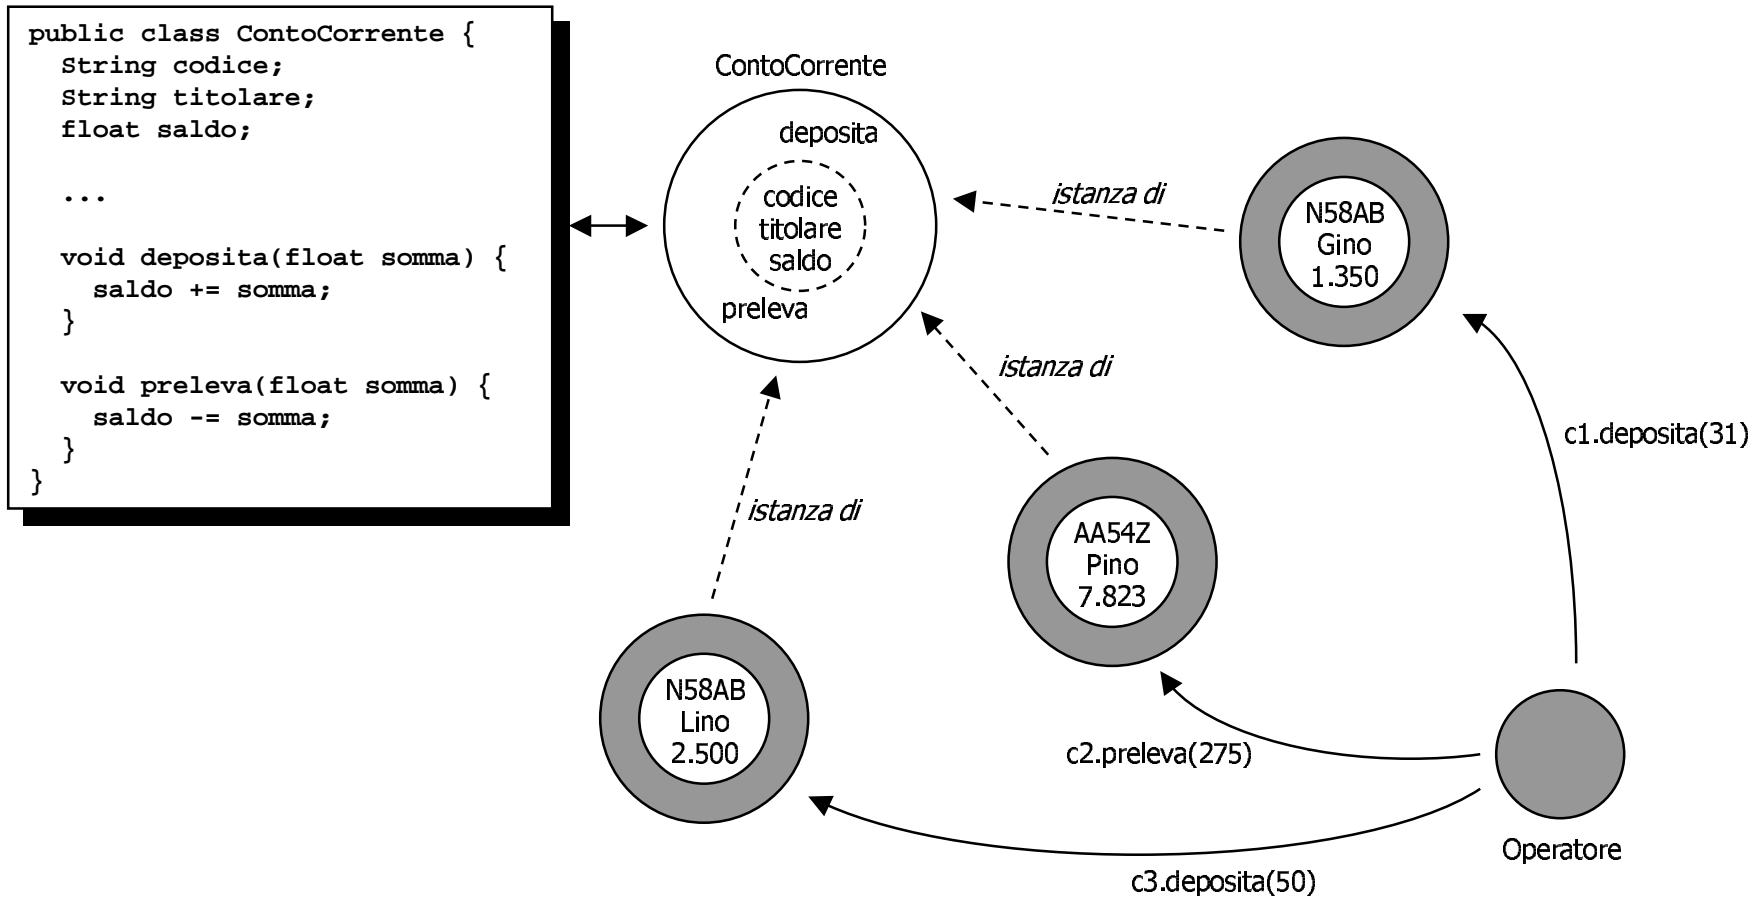 public class ContoCorrente {
String codice;
String titolare;
float saldo;
...
void deposita(float somma) {
saldo += somma;
}
void preleva(float somma) {
saldo -= somma;
}
}
ContoCorrente
deposita
codice
titolare
saldo
preleva
istanza di
N58AB
Gino
1.350
istanza di
c1.deposita(31)
istanza di
AA54Z
Pino
7.823
N58AB
Lino
2.500
c2.preleva(275)
Operatore
c3.deposita(50)